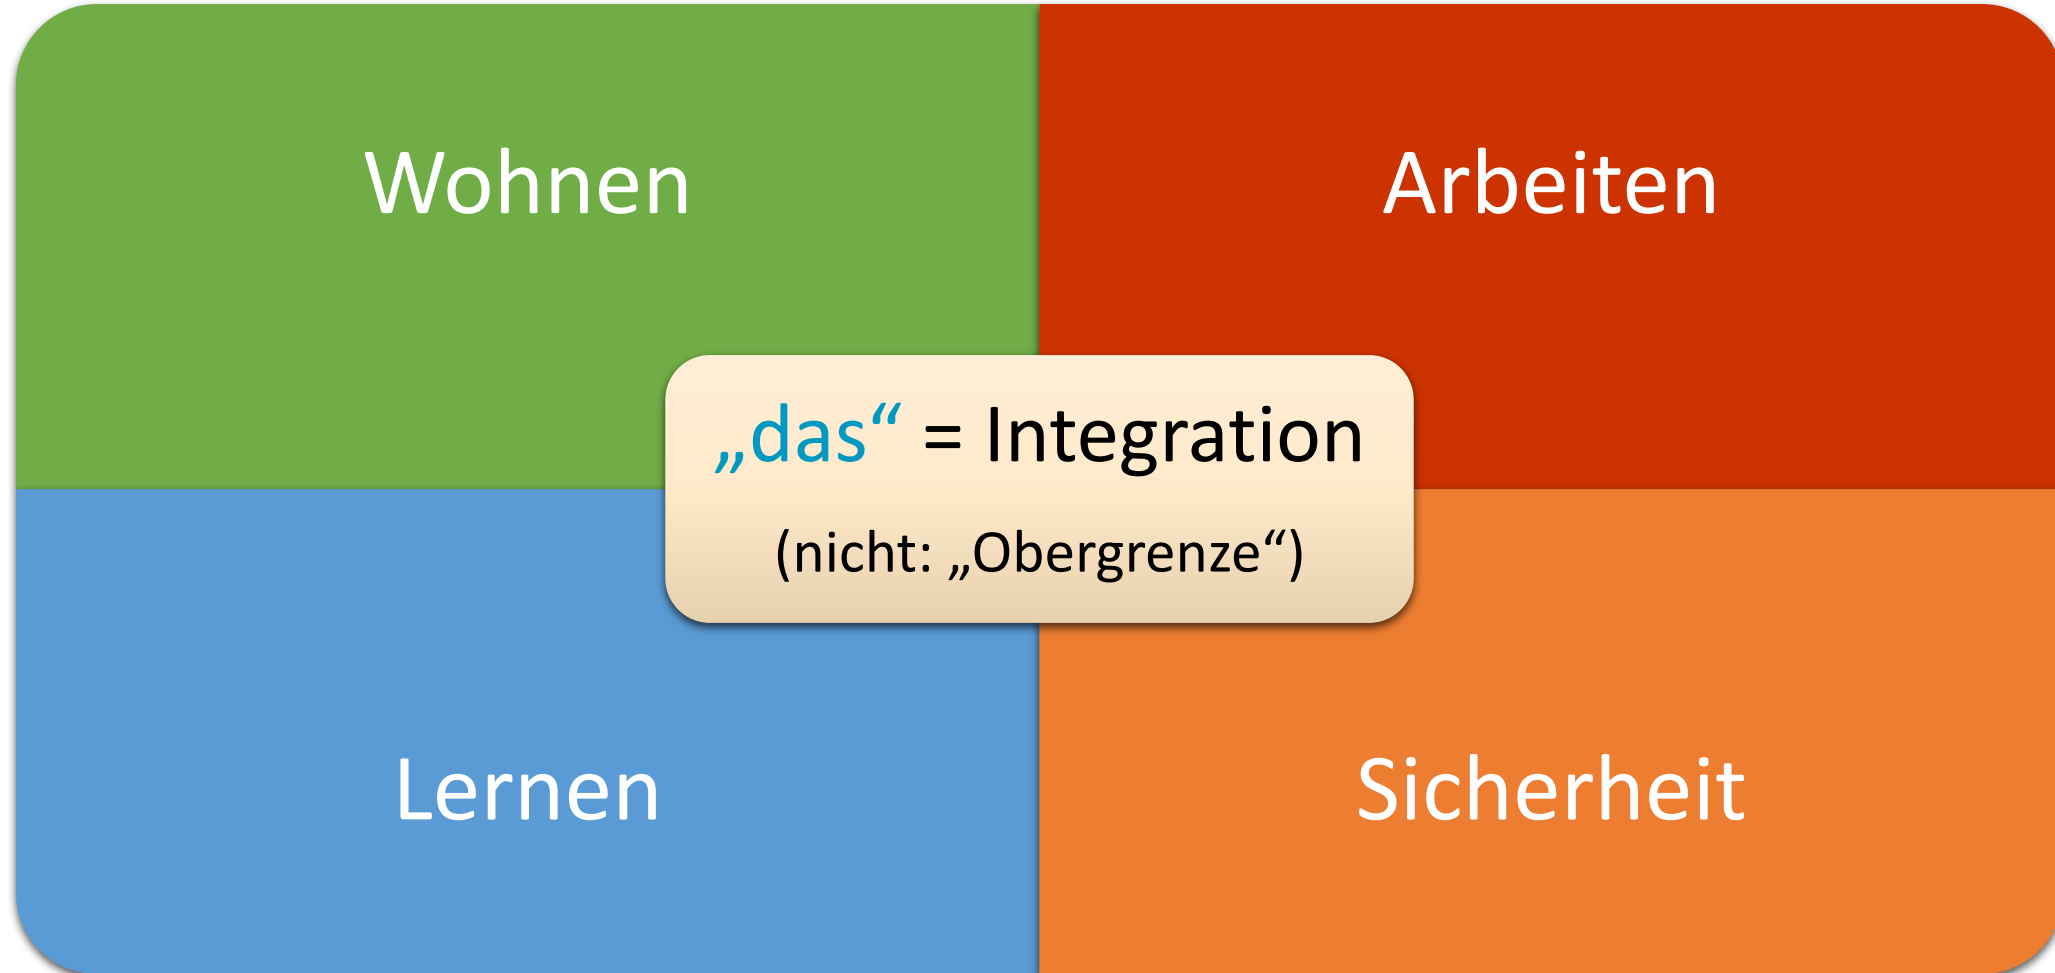 Wohnen
Arbeiten
„das“ = Integration
(nicht: „Obergrenze“)
Lernen
Sicherheit